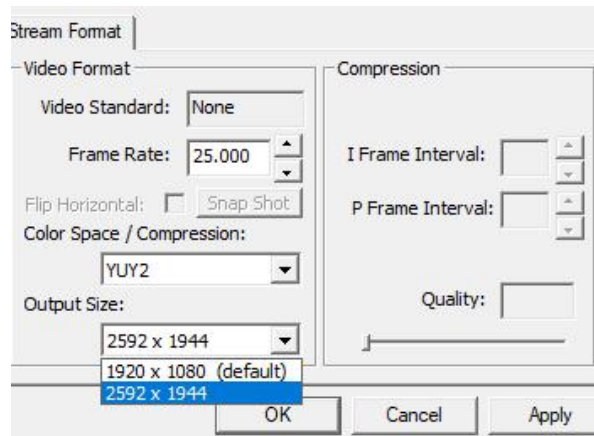 Stream Format
Video Format
Video Standard: None
Frame Rate: 25.000
Flip Horizontal: Snap Shot
Color Space / Compression:
YUY2
Output Size:
2592 x 1944
1920 x 1080 (default)
2592 x 1944
Compression
I Frame Interval:
P Frame Interval:
Quality:
OK Cancel Apply